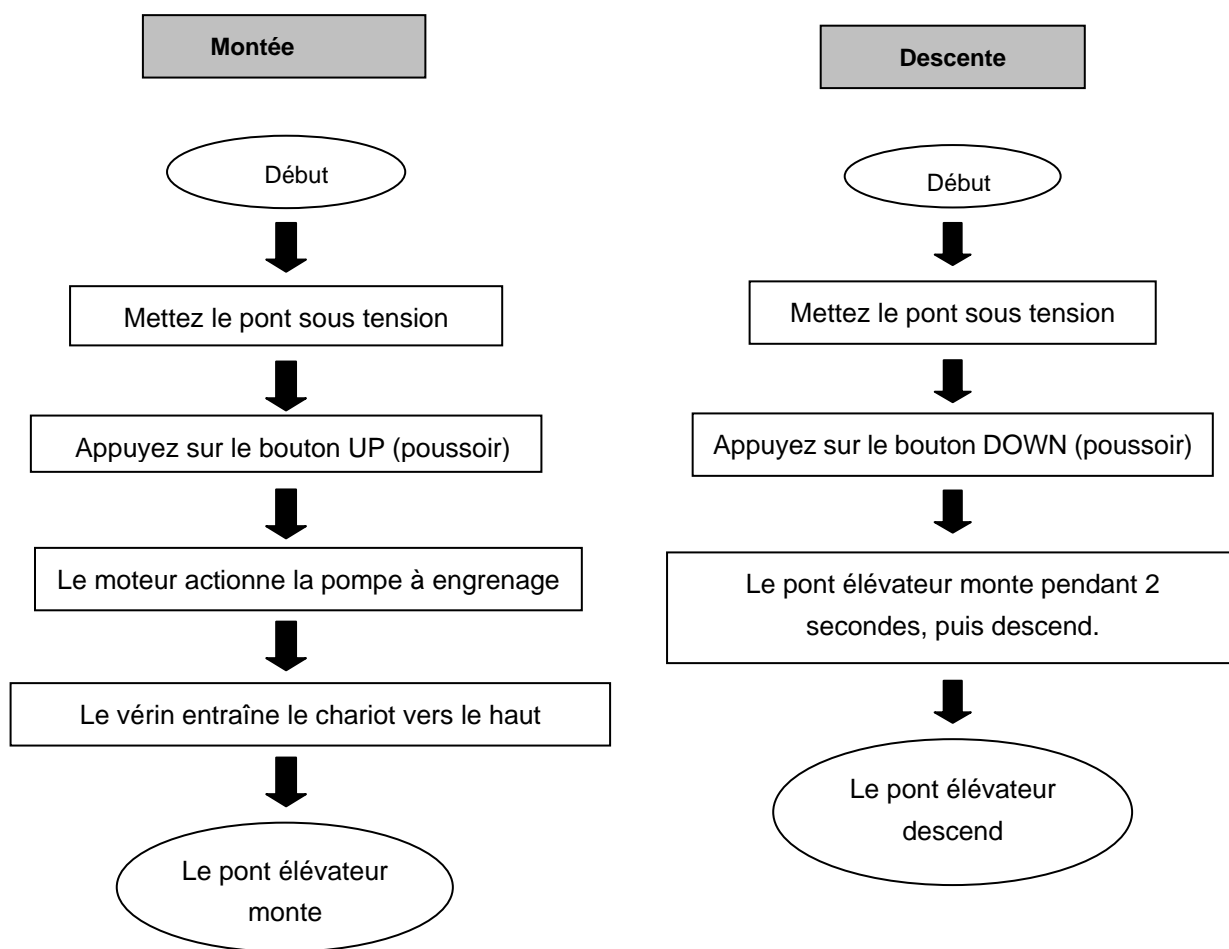 Montée
Début
Mettez le pont sous tension
Appuyez sur le bouton UP (poussoir)
Le moteur actionne la pompe à engrenage
Le vérin entraîne le chariot vers le haut
Le pont élévateur
monte
Descente
Début
Mettez le pont sous tension
Appuyez sur le bouton DOWN (poussoir)
Le pont élévateur monte pendant 2
secondes, puis descend.
Le pont élévateur
descend